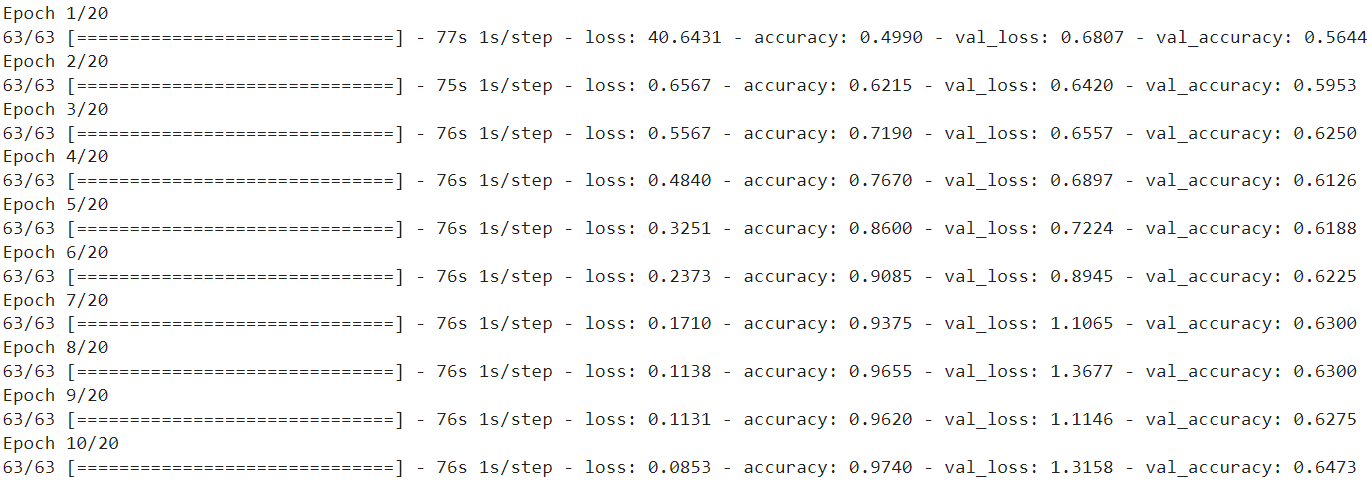 Epoch 1/20
63/63 [==============================] - 77s 1s/step - loss: 40.6431 - accuracy: 0.4990 - val_loss: 0.6807 - val_accuracy: 0.5644
Epoch 2/20
63/63 [==============================] - 75s 1s/step - loss: 0.6567 - accuracy: 0.6215 - val_loss: 0.6420 - val_accuracy: 0.5953
Epoch 3/20
63/63 [==============================] - 76s 1s/step - loss: 0.5567 - accuracy: 0.7190 - val_loss: 0.6557 - val_accuracy: 0.6250
Epoch 4/20
63/63 [==============================] - 76s 1s/step - loss: 0.4840 - accuracy: 0.7670 - val_loss: 0.6897 - val_accuracy: 0.6126
Epoch 5/20
63/63 [==============================] - 76s 1s/step - loss: 0.3251 - accuracy: 0.8600 - val_loss: 0.7224 - val_accuracy: 0.6188
Epoch 6/20
63/63 [==============================] - 76s 1s/step - loss: 0.2373 - accuracy: 0.9085 - val_loss: 0.8945 - val_accuracy: 0.6225
Epoch 7/20
63/63 [==============================] - 76s 1s/step - loss: 0.1710 - accuracy: 0.9375 - val_loss: 1.1065 - val_accuracy: 0.6300
Epoch 8/20
63/63 [==============================] - 76s 1s/step - loss: 0.1138 - accuracy: 0.9655 - val_loss: 1.3677 - val_accuracy: 0.6300
Epoch 9/20
63/63 [==============================] - 76s 1s/step - loss: 0.1131 - accuracy: 0.9620 - val_loss: 1.1146 - val_accuracy: 0.6275
Epoch 10/20
63/63 [==============================] - 76s 1s/step - loss: 0.0853 - accuracy: 0.9740 - val_loss: 1.3158 - val_accuracy: 0.6473